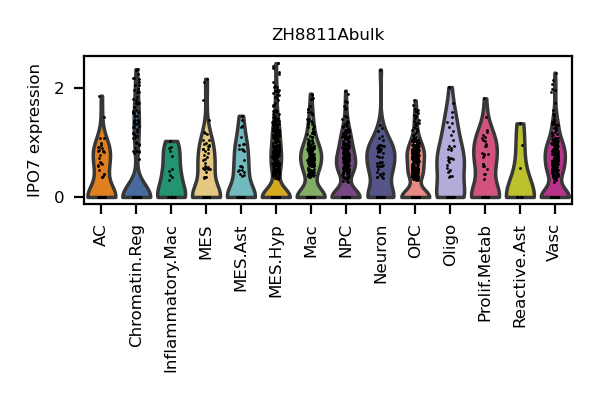 ZH8811Abulk
IPO7 expression
2
0
AC
Chromatin.Reg
Inflammatory.Mac
MES
MES.Ast
MES.Hyp
Mac
NPC
Neuron
OPC
Oligo
Prolif.Metab
Reactive.Ast
Vasc